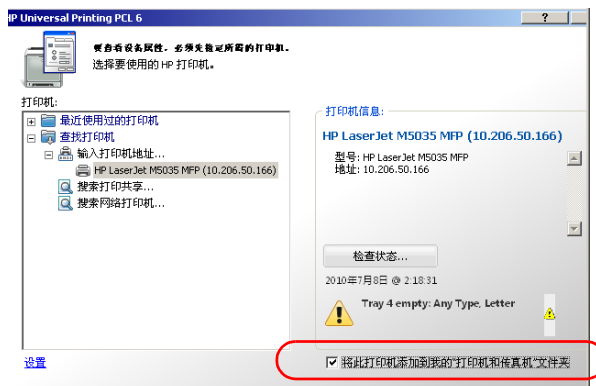 HP Universal Printing PCL 6
要查看设备属性，必须先指定所需的打印机.
选择要使用的 HP 打印机。
打印机:
最近使用过的打印机
查找打印机
输入打印机地址...
HP LaserJet M5035 MFP (10.206.50.166)
搜索打印共享...
搜索网络打印机...
打印机信息:
HP LaserJet M5035 MFP (10.206.50.166)
型号: HP LaserJet M5035 MFP
地址: 10.206.50.166
检查状态...
2010年7月8日 @ 2:18:31
Tray 4 empty: Any Type, Letter
设置
将此打印机添加到我的"打印机和传真机"文件夹